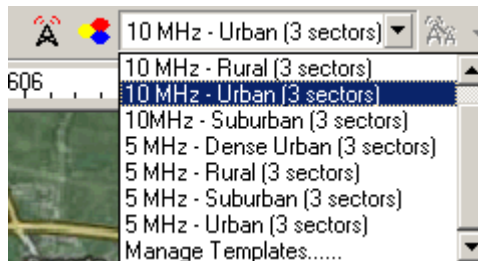 10 MHz - Urban (3 sectors)
606
10 MHz - Rural (3 sectors)
10 MHz - Urban (3 sectors)
10MHz - Suburban (3 sectors)
5 MHz - Dense Urban (3 sectors)
5 MHz - Rural (3 sectors)
5 MHz - Suburban (3 sectors)
5 MHz - Urban (3 sectors)
Manage Templates......